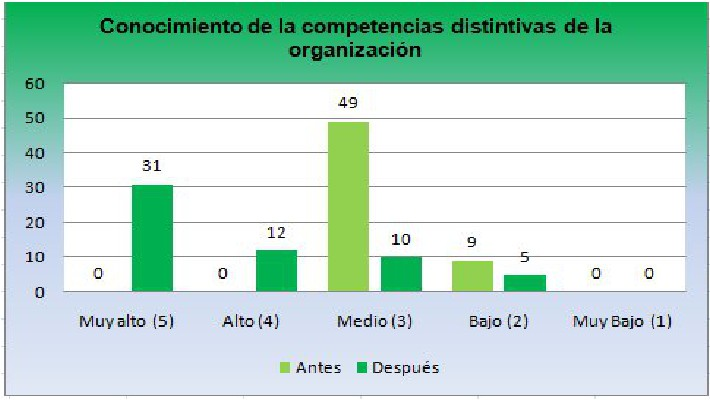 Conocimiento de la competencias distintivas de la
organización
60
50
40
30
20
10
0
0
31
0
12
49
10
9
5
0
0
Muy alto (5)
Alto (4)
Medio (3)
Bajo (2)
Muy Bajo (1)
Antes
Después